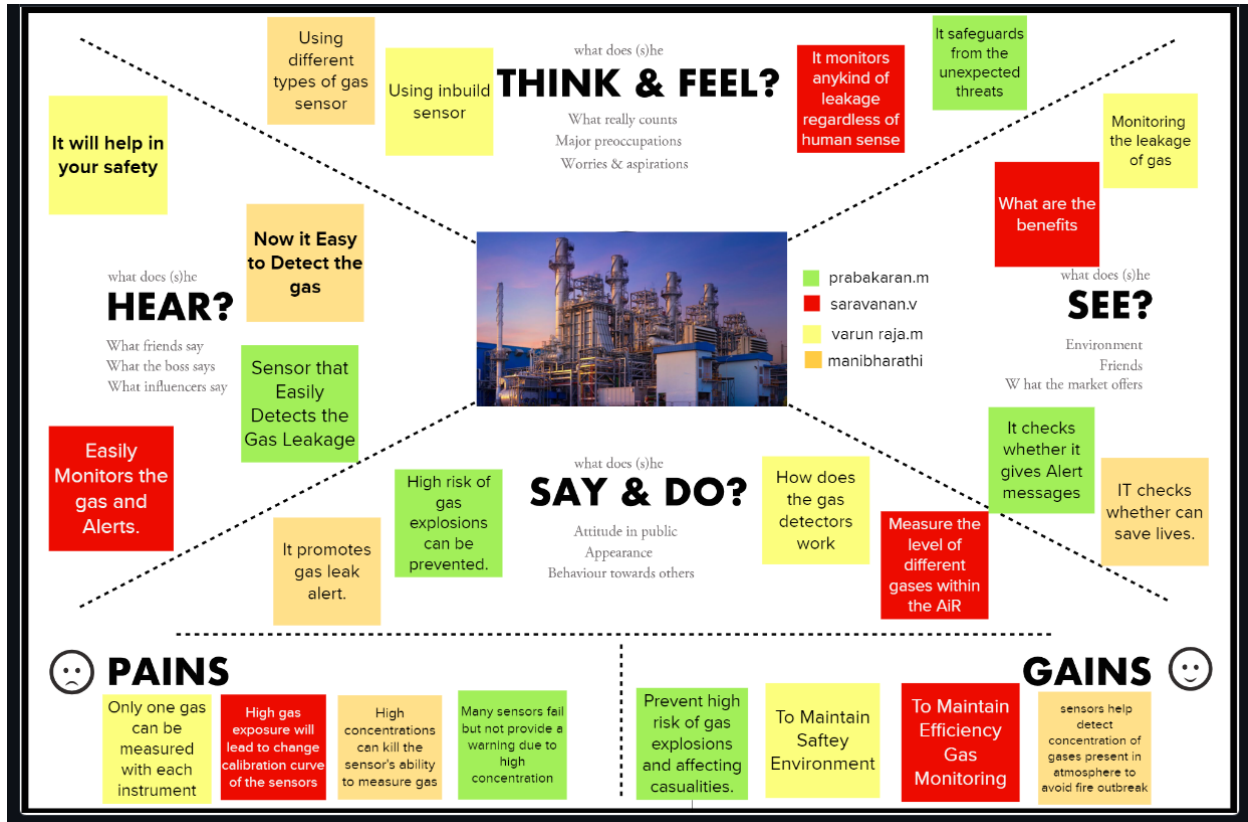 Using
different
types of gas
sensor
Using inbuild
sensor
what does (s)he
THINK & FEEL?
What really counts
Major preoccupations
Worries & aspirations
It monitors
anykind of
leakage
regardless of
human sense
It safeguards
from the
unexpected
threats
It will help in
your safety
Now it Easy
to Detect the
gas
what does (s)he
HEAR?
What friends say
What the boss says
What influencers say
Sensor that
Easily
Detects the
Gas Leakage
Easily
Monitors the
gas and
Alerts.
prabakaran.m
saravanan.v
varun raja.m
manibharathi
Monitoring
the leakage
of gas
What are the
benefits
what does (s)he
SEE?
Environment
Friends
W hat the market offers
It checks
whether it
gives Alert
messages
IT checks
whether can
save lives.
It promotes
gas leak
alert.
High risk of
gas
explosions
can be
prevented.
what does (s)he
SAY & DO?
Attitude in public
Appearance
Behaviour towards others
How does
the gas
detectors
work
Measure the
level of
different
gases within
the AiR
PAINS
Only one gas
can be
measured
with each
instrument
High gas
exposure will
lead to change
calibration curve
of the sensors
High
concentrations
can kill the
sensor's ability
to measure gas
Many sensors fail
but not provide a
warning due to
high
concentration
GAINS
Prevent high
risk of gas
explosions
and affecting
casualities.
To Maintain
Saftey
Environment
To Maintain
Efficiency
Gas
Monitoring
sensors help
detect
concentration of
gases present in
atmosphere to
avoid fire outbreak